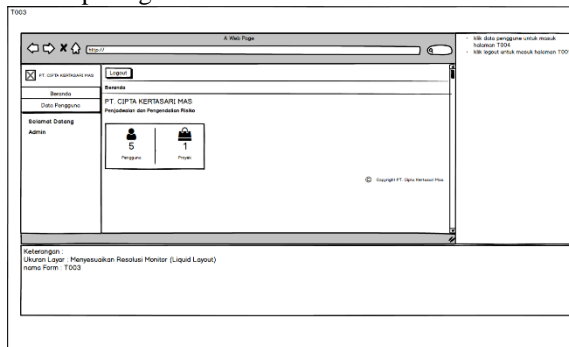 T003
A Web Page
http://
klik data pengguna untuk masuk
halaman T004
klik logout untuk masuk halaman T001
PT. CIPTA KERTASARI MAS
Logout
Beranda
Beranda
Data Pengguna
PT. CIPTA KERTASARI MAS
Penjadwalan dan Pengendalian Risiko
Selamat Datang
Admin
5
1
Pengguna
Proyek
© Copyright PT. Cipta Kertasari Mas
Keterangan :
Ukuran Layar : Menyesuaikan Resolusi Monitor (Liquid Layout)
nama Form : T003